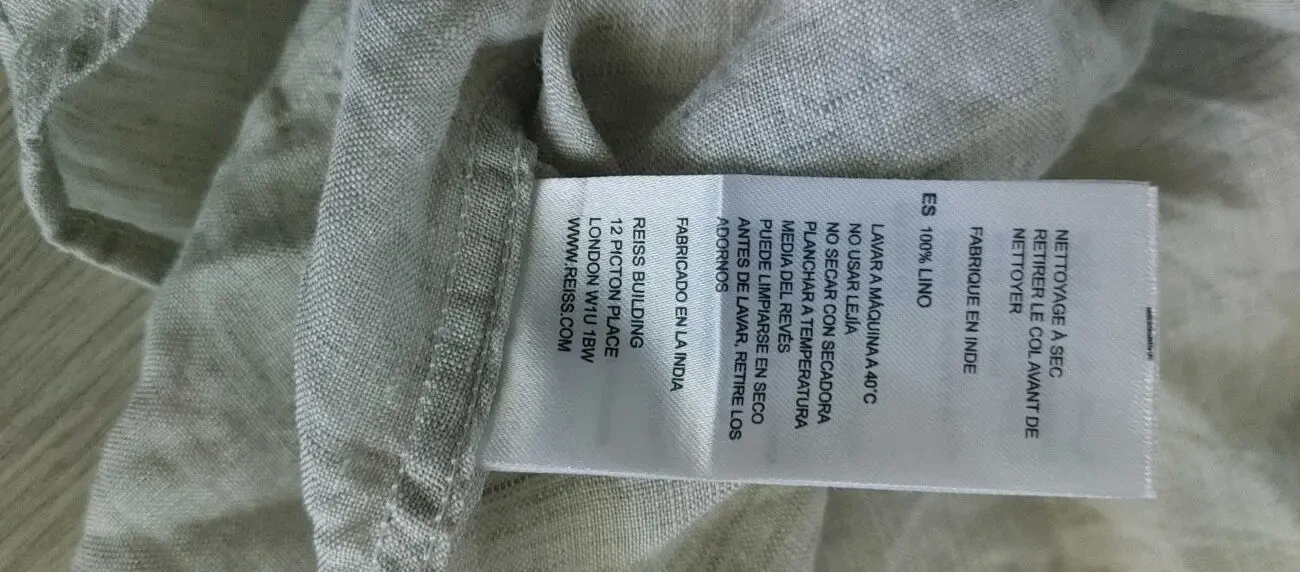 NETTOYAGE À SEC
RETIRER LE COL AVANT DE
NETTOYER
FABRIQUE EN INDE
ES 100% LINO
LAVAR A MÁQUINA A 40°C
NO USAR LEJÍA
NO SECAR CON SECADORA
PLANCHAR A TEMPERATURA
MEDIA DEL REVÉS
PUEDE LIMPIARSE EN SECO
ANTES DE LAVAR, RETIRE LOS
ADORNOS
FABRICADO EN LA INDIA
REISS BUILDING
12 PICTON PLACE
LONDON W1U 1BW
WWW.REISS.COM